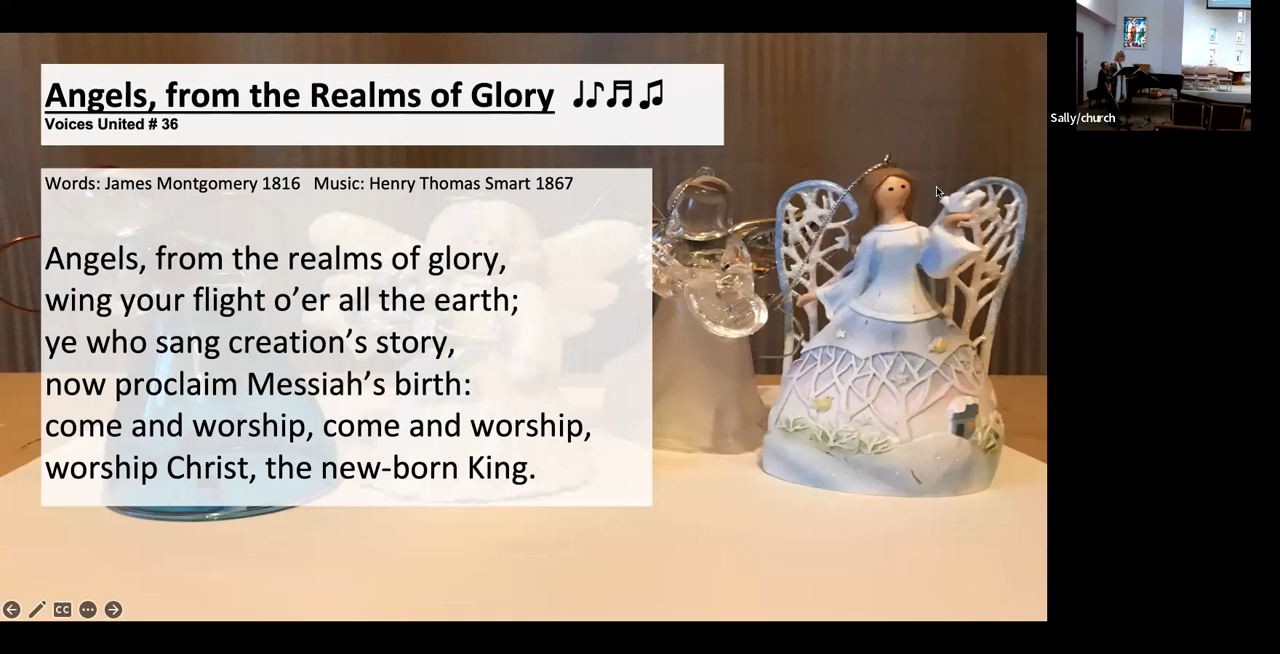 Angels, from the Realms of Glory ♩♪♬♫
Voices United # 36
Words: James Montgomery 1816 Music: Henry Thomas Smart 1867
Angels, from the realms of glory,
wing your flight o’er all the earth;
ye who sang creation’s story,
now proclaim Messiah’s birth:
come and worship, come and worship,
worship Christ, the new-born King.
CC
Sally/church